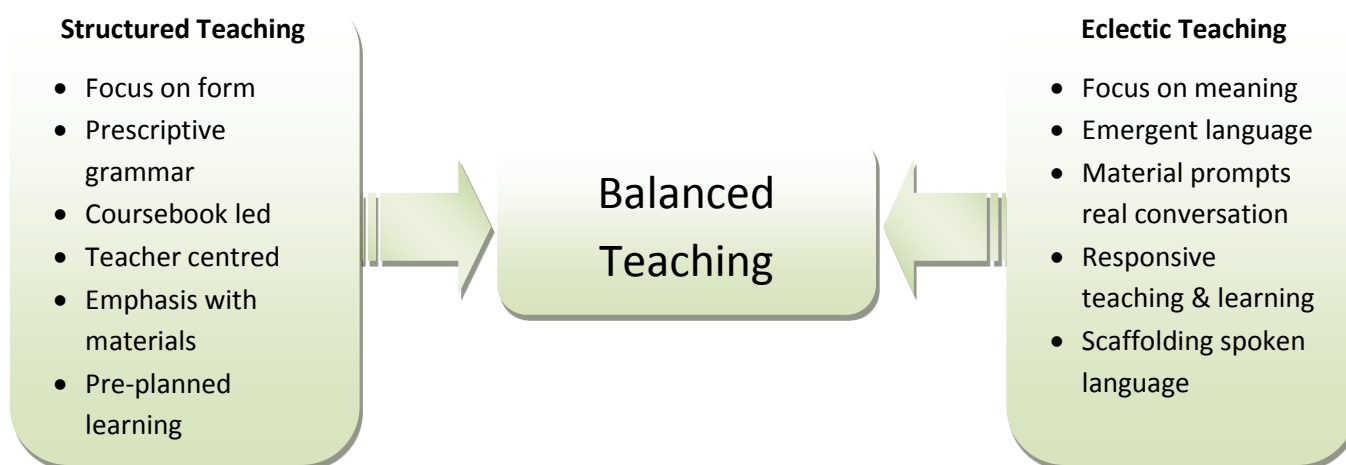 Structured Teaching
• Focus on form
• Prescriptive
grammar
• Coursebook led
• Teacher centred
• Emphasis with
materials
• Pre-planned
learning
Balanced
Teaching
Eclectic Teaching
• Focus on meaning
• Emergent language
• Material prompts
real conversation
• Responsive
teaching & learning
• Scaffolding spoken
language